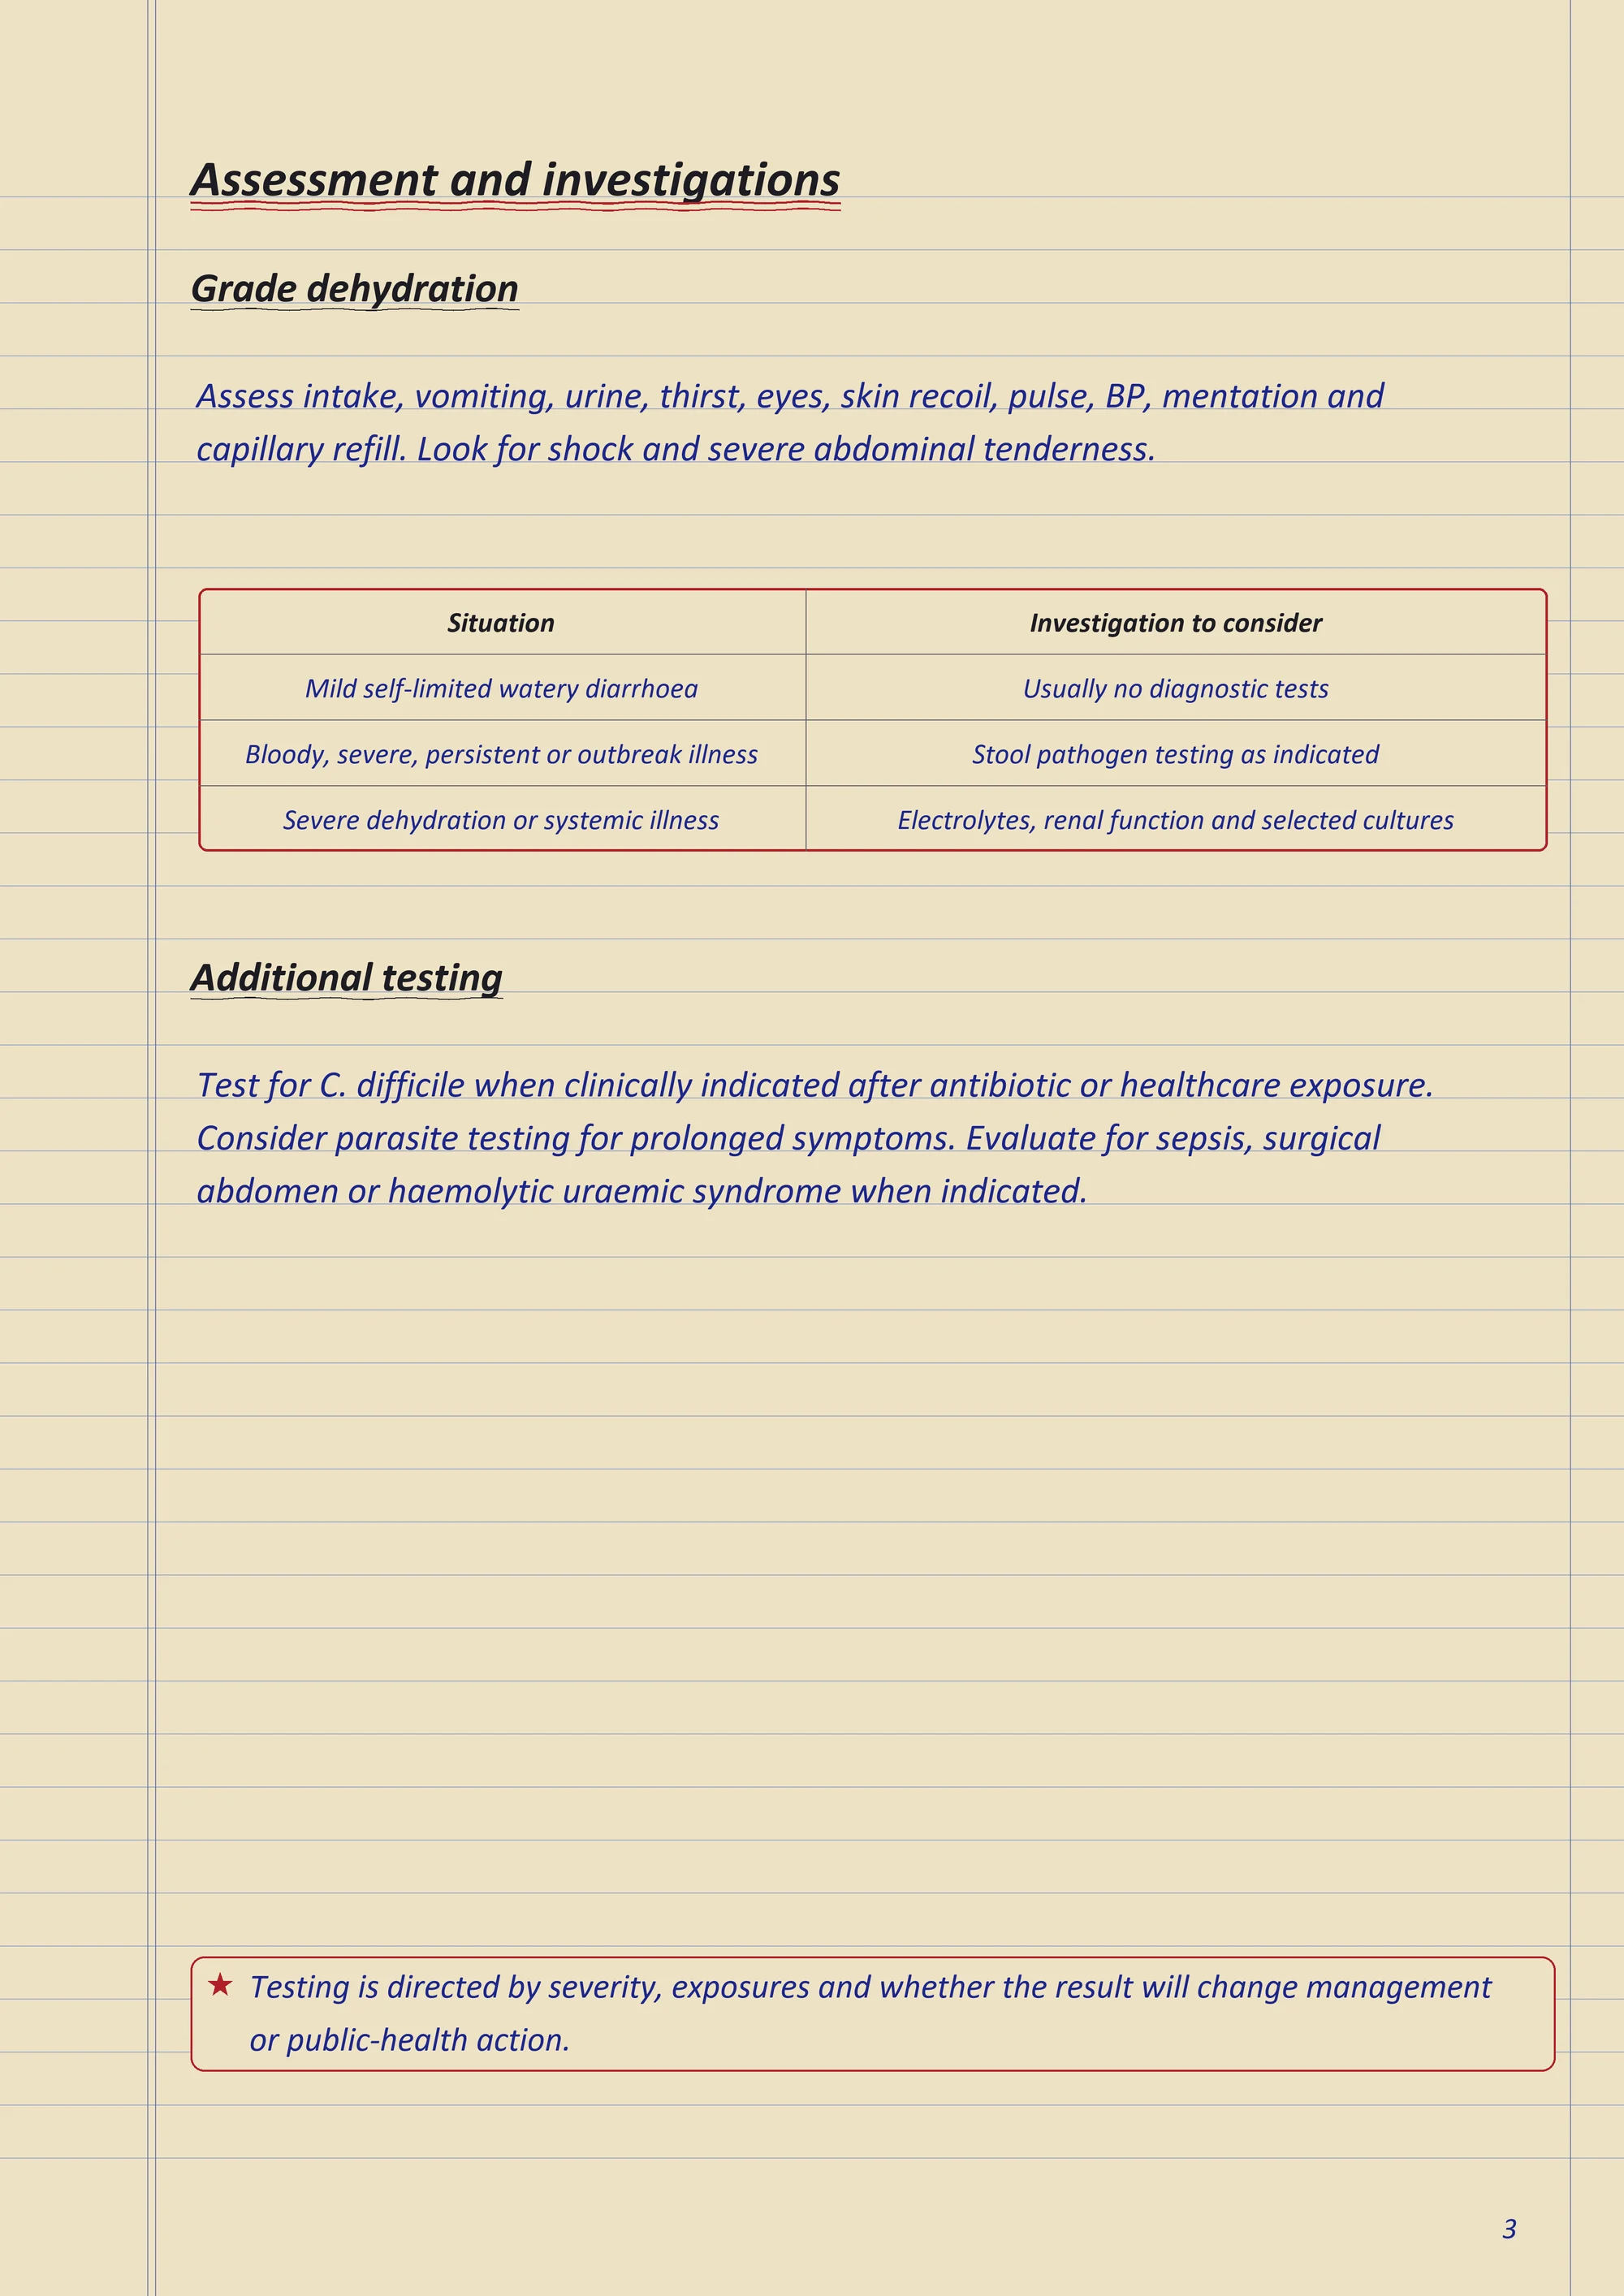 Assessment and investigations
Grade dehydration
Assess intake, vomiting, urine, thirst, eyes, skin recoil, pulse, BP, mentation and
capillary refill. Look for shock and severe abdominal tenderness.
Situation Investigation to consider
Mild self-limited watery diarrhoea Usually no diagnostic tests
Bloody, severe, persistent or outbreak illness Stool pathogen testing as indicated
Severe dehydration or systemic illness Electrolytes, renal function and selected cultures
Additional testing
Test for C. difficile when clinically indicated after antibiotic or healthcare exposure.
Consider parasite testing for prolonged symptoms. Evaluate for sepsis, surgical
abdomen or haemolytic uraemic syndrome when indicated.
★ Testing is directed by severity, exposures and whether the result will change management
or public-health action.
3